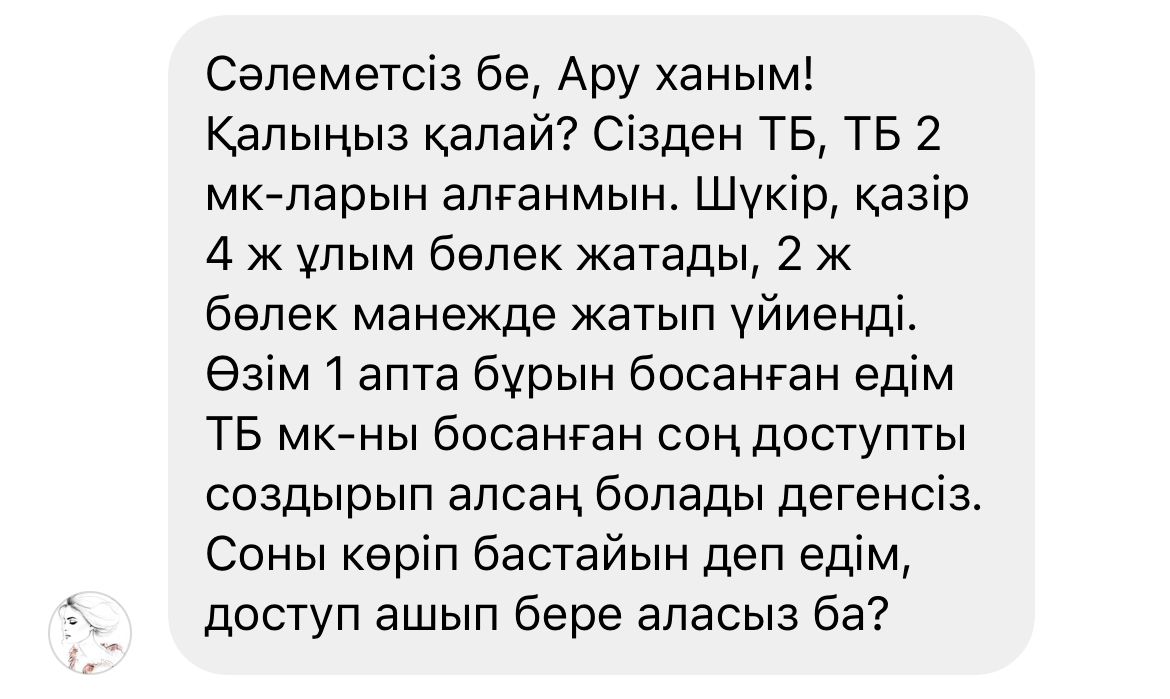 Сәлеметсіз бе, Ару ханым!
Қалыңыз қалай? Сізден ТБ, ТБ 2
мк-ларын алғанмын. Шүкір, қазір
4 ж ұлым бөлек жатады, 2 ж
бөлек манежде жатып үйиенді.
Өзім 1 апта бұрын босанған едім
ТБ мк-ны босанған соң доступты
создырып алсаң болады дегенсіз.
Соны көріп бастайын деп едім,
доступ ашып бере аласыз ба?